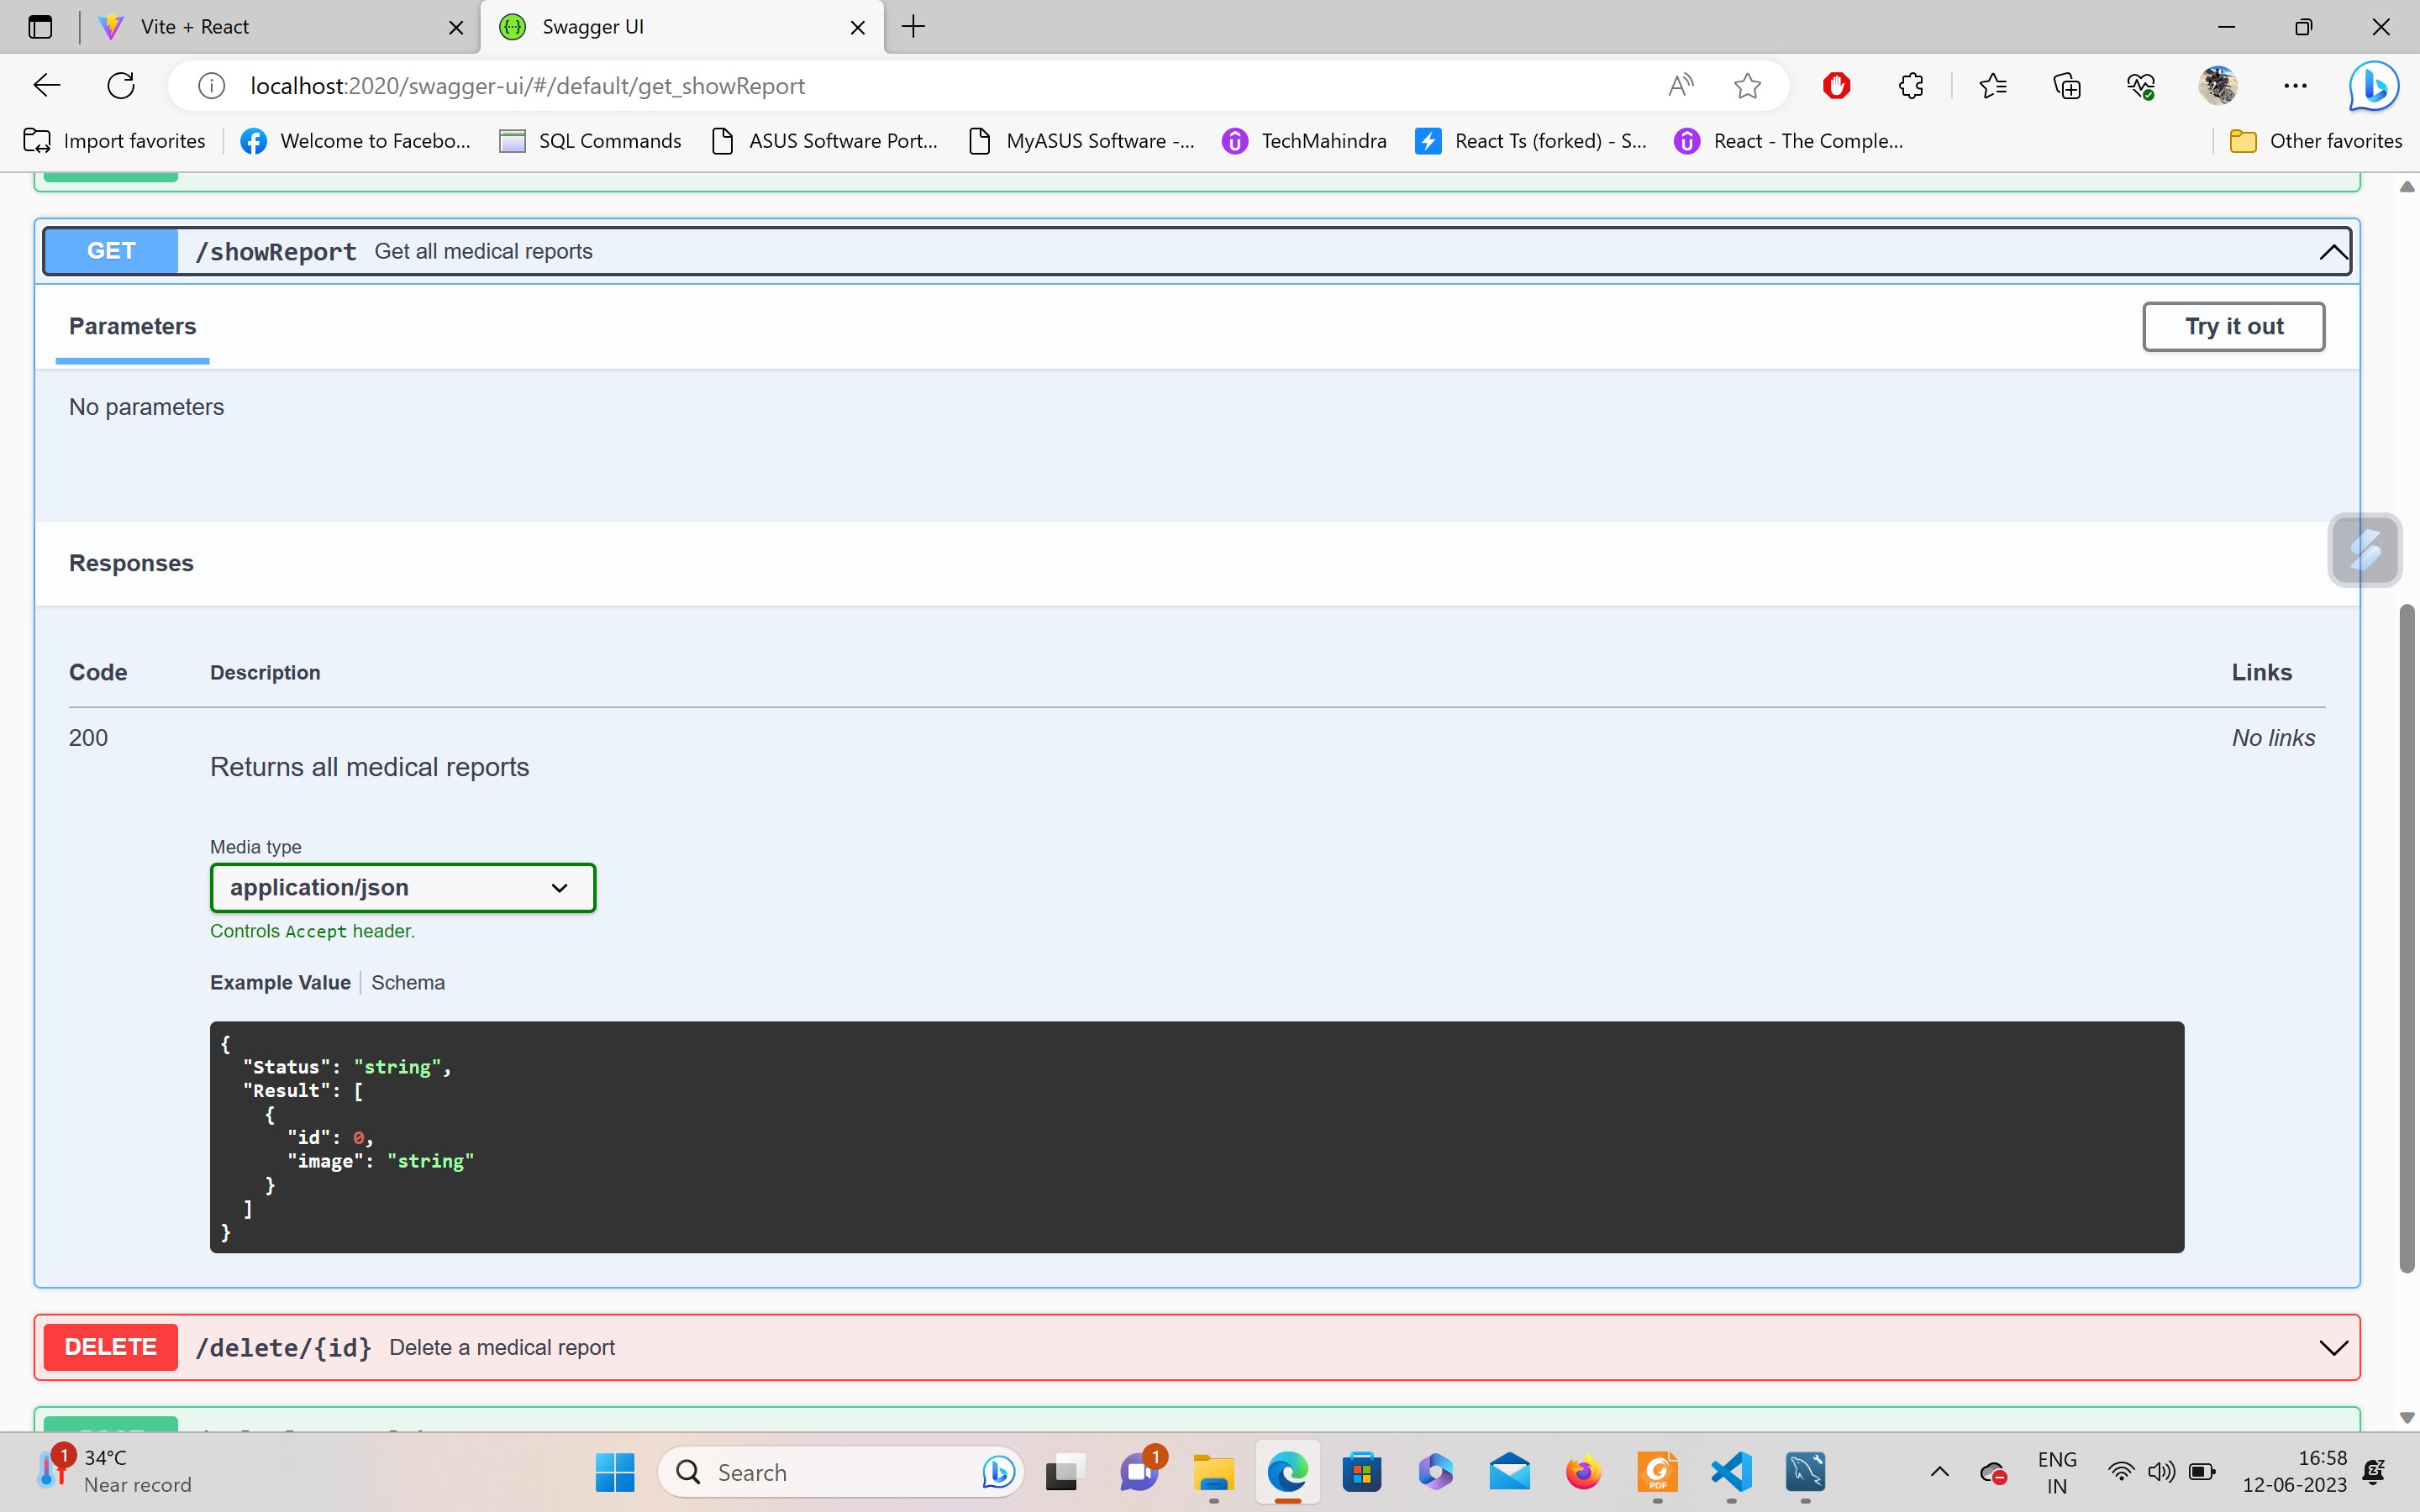 Vite + React
Swagger UI
localhost:2020/swagger-ui/#/default/get_showReport
Import favorites
Welcome to Facebo...
SQL Commands
ASUS Software Port...
MyASUS Software -...
TechMahindra
React Ts (forked) - S...
React - The Comple...
Other favorites
GET /showReport Get all medical reports
Parameters
Try it out
No parameters
Responses
Code Description Links
200 No links
Returns all medical reports
Media type
application/json
Controls Accept header.
Example Value Schema
{
"Status": "string",
"Result": [
{
"id": 0,
"image": "string"
}
]
}
DELETE /delete/{id} Delete a medical report
1
34°C
Near record
Search
1
PDF
ENG
IN
16:58
12-06-2023